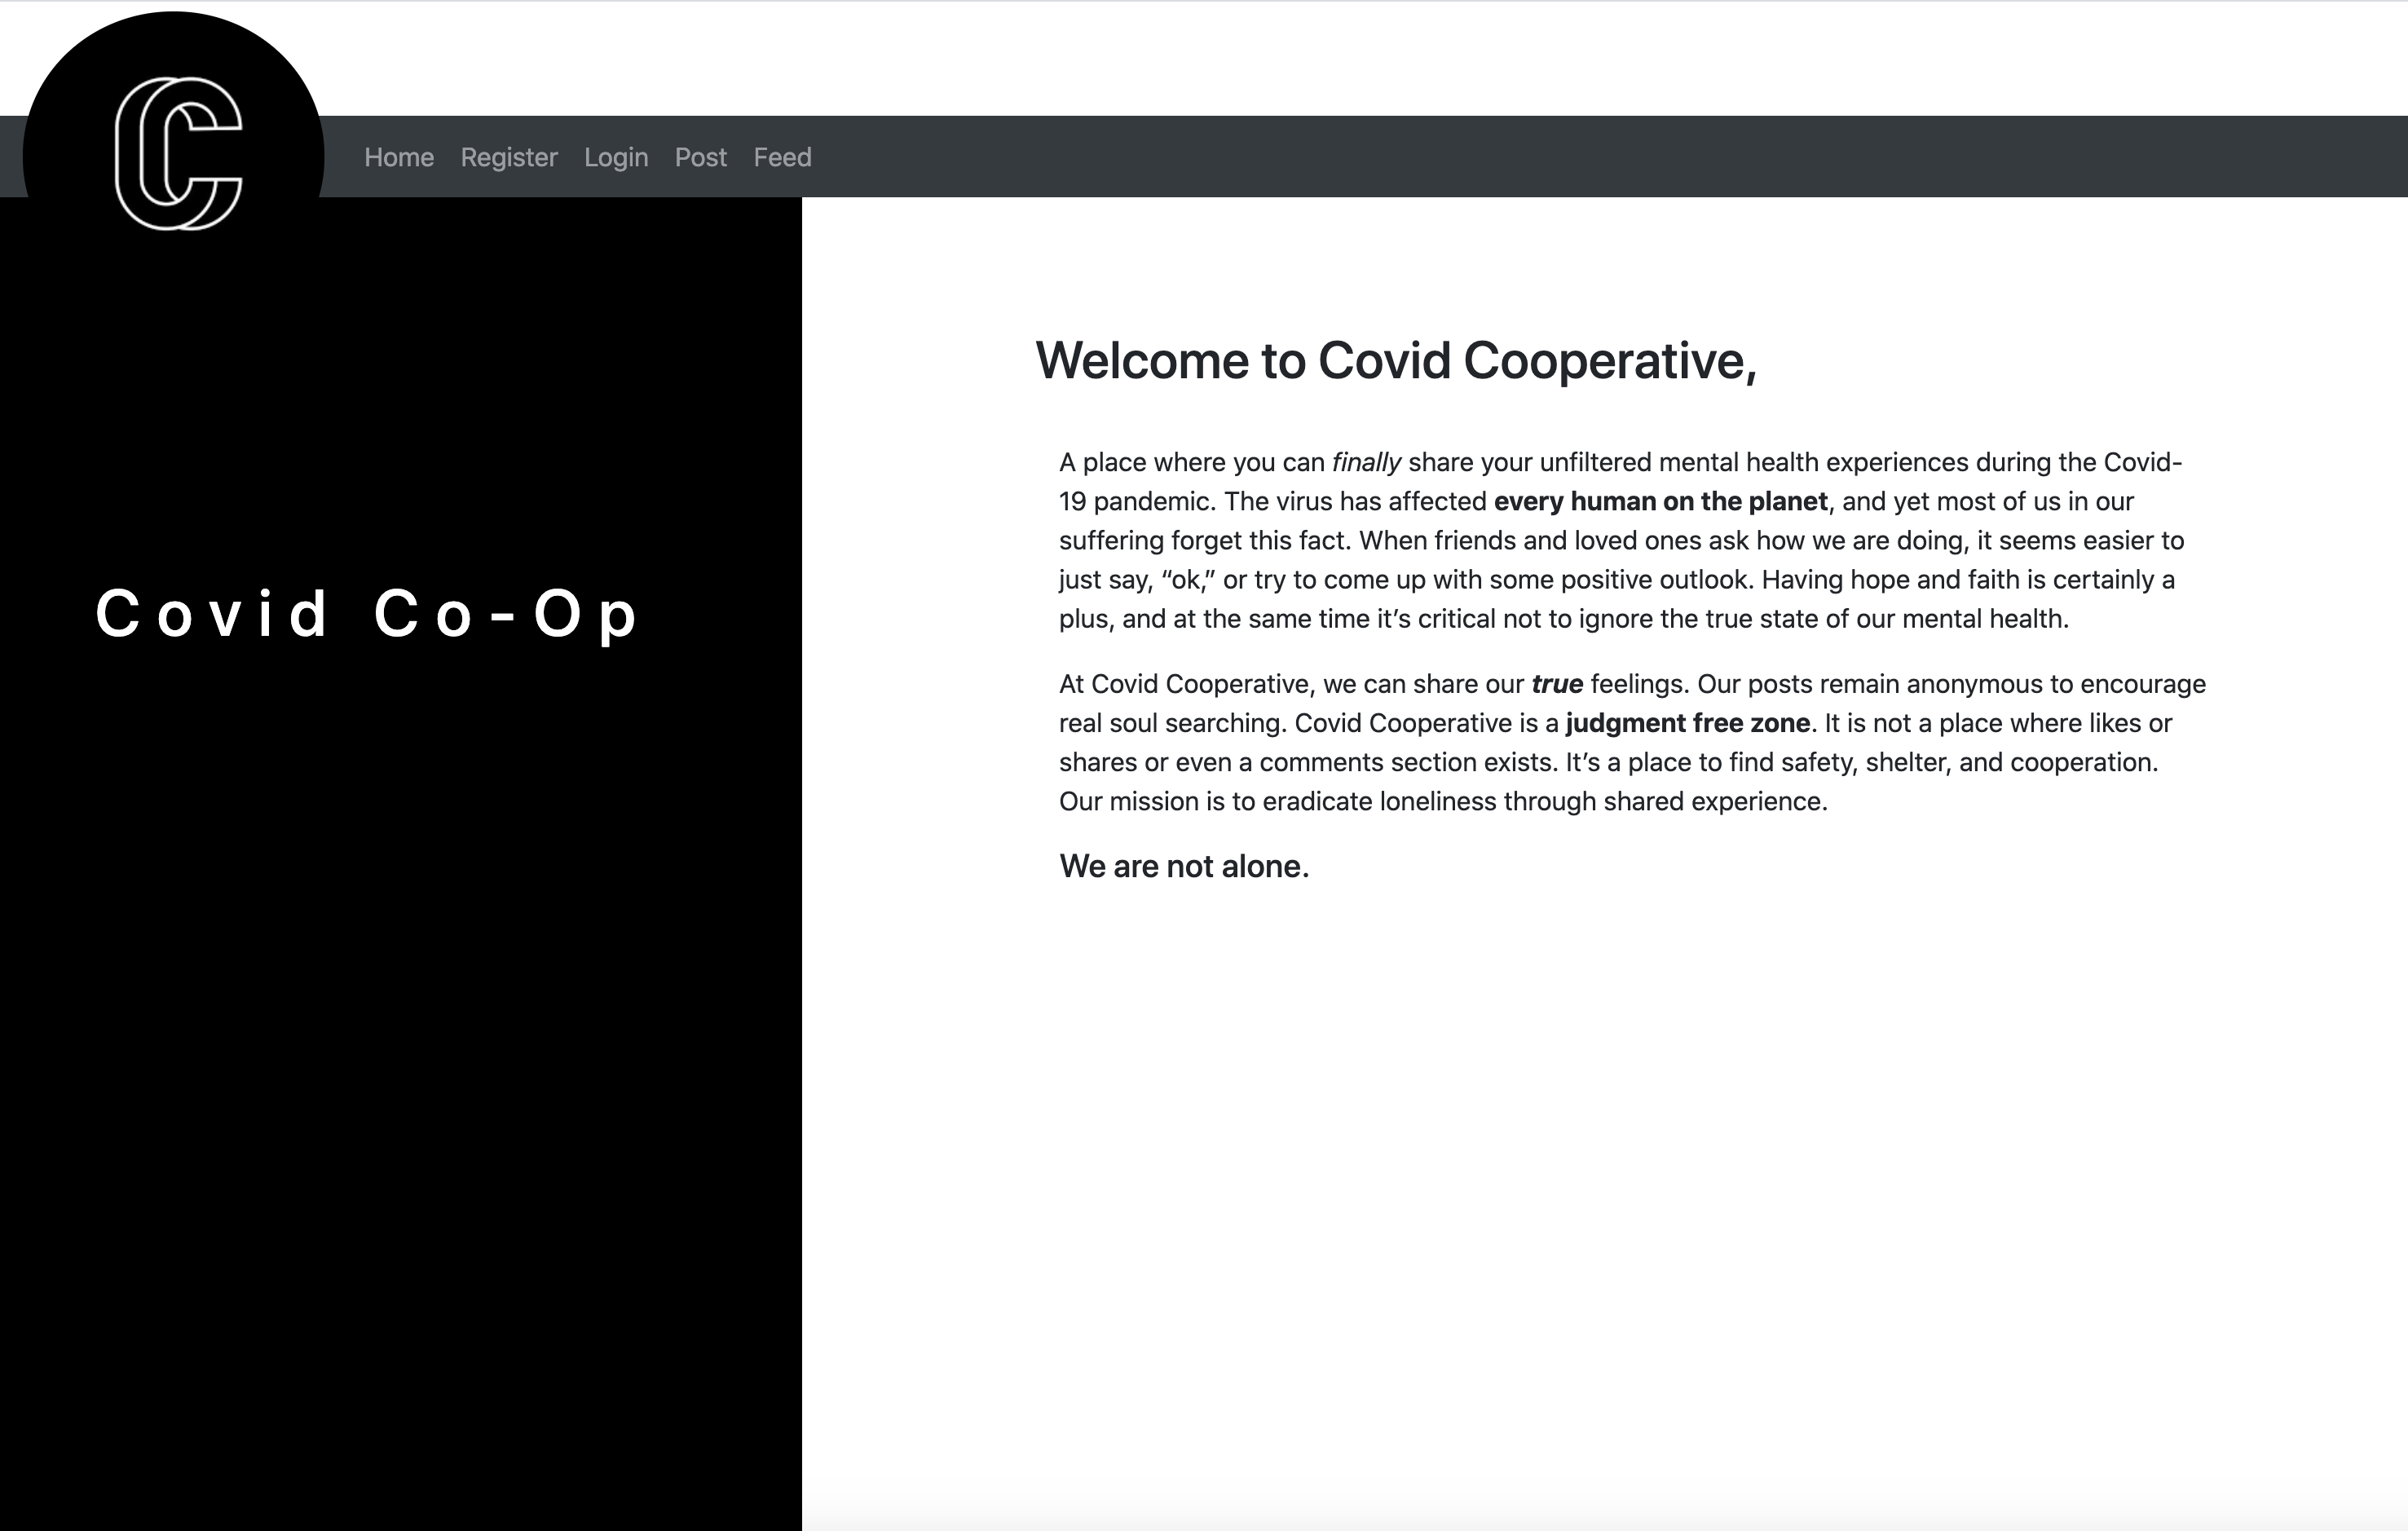 CC
Home Register Login Post Feed
Covid Co-Op
Welcome to Covid Cooperative,
A place where you can finally share your unfiltered mental health experiences during the Covid-
19 pandemic. The virus has affected every human on the planet, and yet most of us in our
suffering forget this fact. When friends and loved ones ask how we are doing, it seems easier to
just say, “ok,” or try to come up with some positive outlook. Having hope and faith is certainly a
plus, and at the same time it’s critical not to ignore the true state of our mental health.
At Covid Cooperative, we can share our true feelings. Our posts remain anonymous to encourage
real soul searching. Covid Cooperative is a judgment free zone. It is not a place where likes or
shares or even a comments section exists. It’s a place to find safety, shelter, and cooperation.
Our mission is to eradicate loneliness through shared experience.
We are not alone.